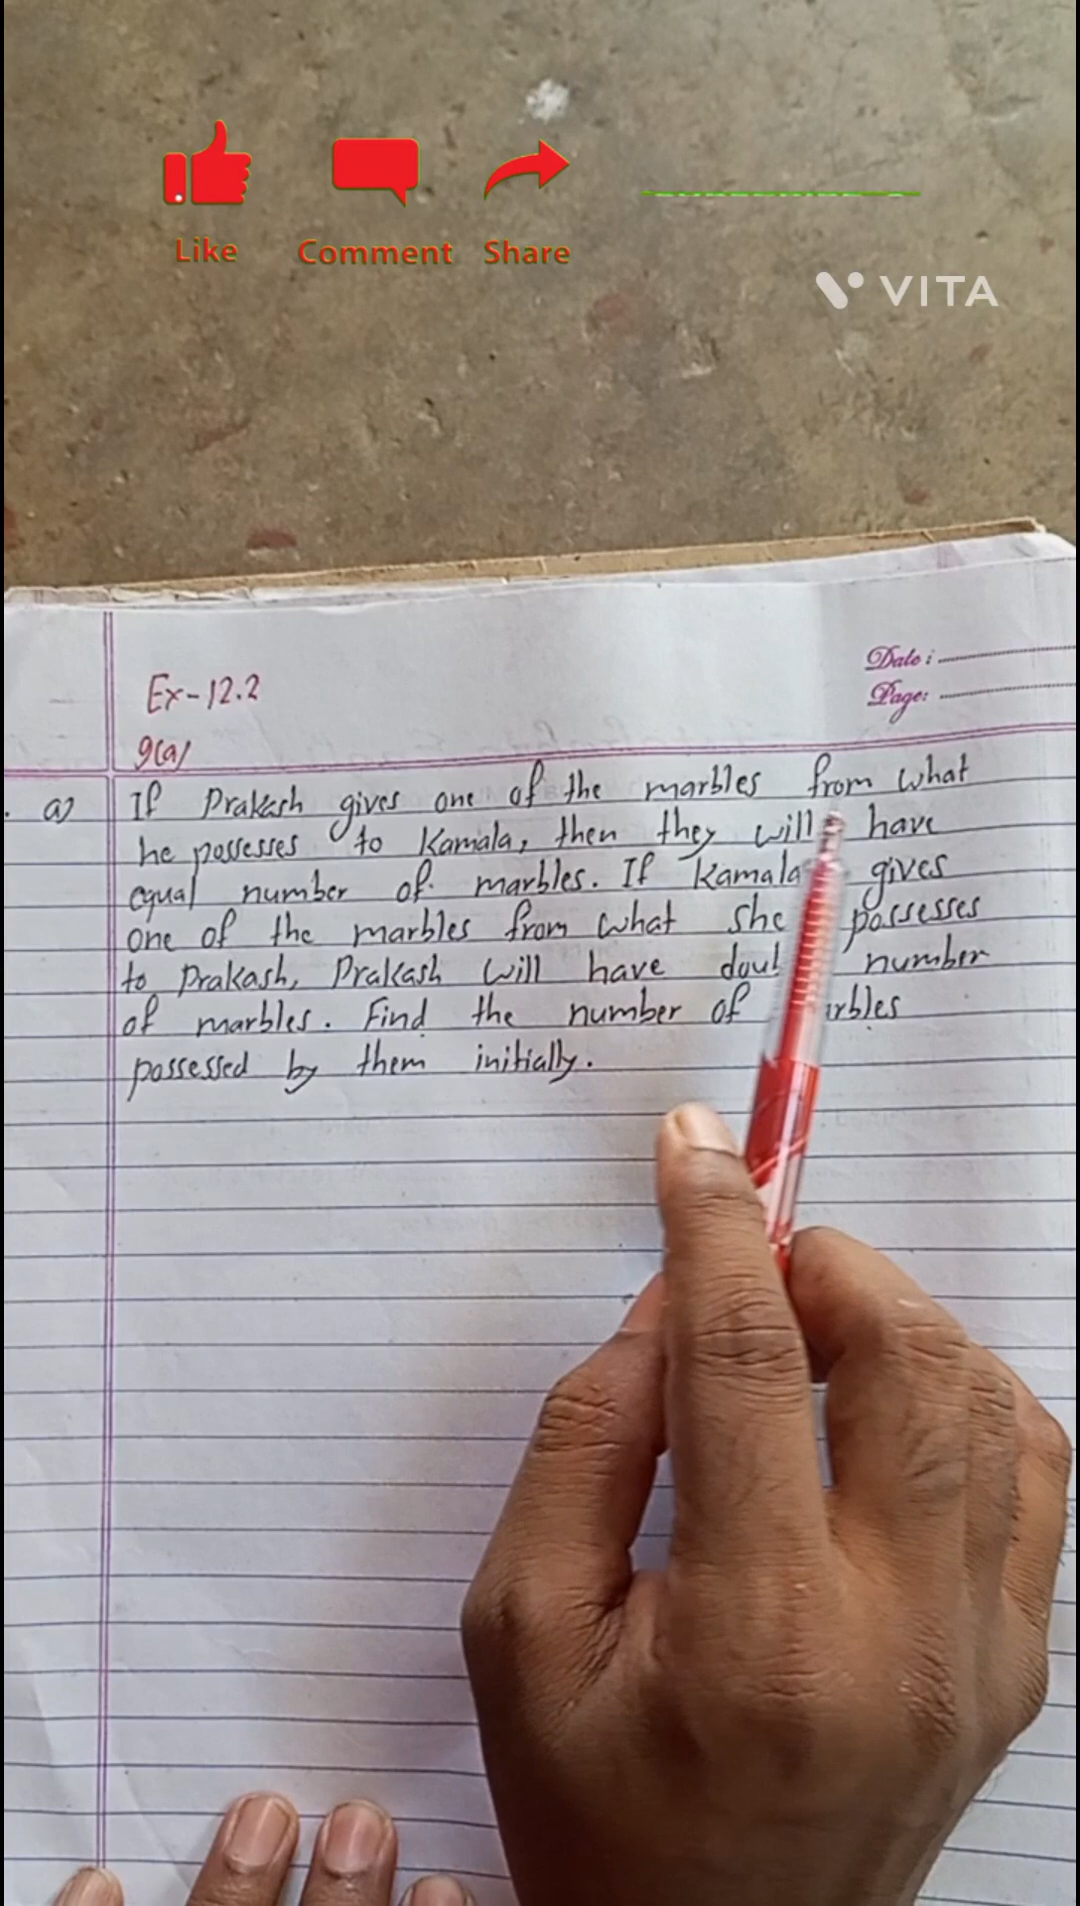 Like Comment Share
VITA
Date:
Page:
Ex-12.2
9(a)
a) If Prakash gives one of the marbles from what
he possesses to Kamala, then they will have
equal number of marbles. If Kamala gives
one of the marbles from what she possesses
to Prakash, Prakash will have number
of marbles. Find the number of
possessed by them initially.